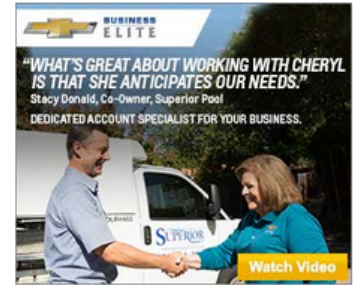 BUSINESS
ELITE
“WHAT’S GREAT ABOUT WORKING WITH CHERYL
IS THAT SHE ANTICIPATES OUR NEEDS.”
Stacy Donald, Co-Owner, Superior Pool
DEDICATED ACCOUNT SPECIALIST FOR YOUR BUSINESS.
SUPERIOR
Watch Video